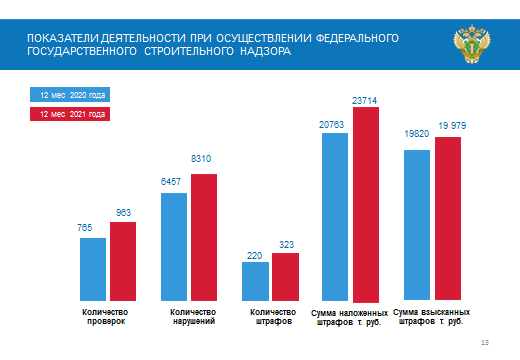 ПОКАЗАТЕЛИ ДЕЯТЕЛЬНОСТИ ПРИ ОСУЩЕСТВЛЕНИИ ФЕДЕРАЛЬНОГО
ГОСУДАРСТВЕННОГО СТРОИТЕЛЬНОГО НАДЗОРА
12 мес 2020 года
12 мес 2021 года
765
963
6457
8310
220
323
20763
23714
19820
19 979
Количество
проверок
Количество
нарушений
Количество
штрафов
Сумма наложенных
штрафов т. руб.
Сумма взысканных
штрафов т. руб.
13